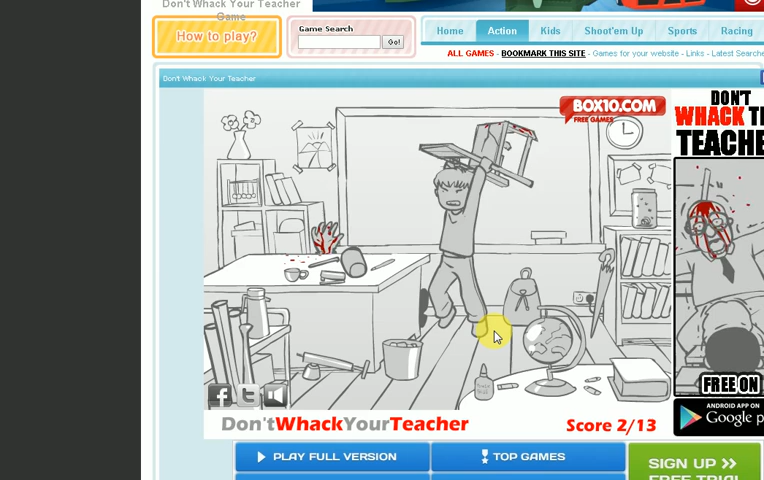 Don't Whack Your Teacher
Game
How to play?
Game Search
Go!
Home
Action
Kids
Shoot'em Up
Sports
Racing
ALL GAMES - BOOKMARK THIS SITE - Games for your website - Links - Latest Searche
Don't Whack Your Teacher
BOX10.COM
FREE GAMES
DON'T
WHACK T
TEACHE
FREE ON
ANDROID APP ON
Google p
Don'tWhackYourTeacher
Score 2/13
PLAY FULL VERSION
TOP GAMES
SIGN UP >>
FREE TRIAL